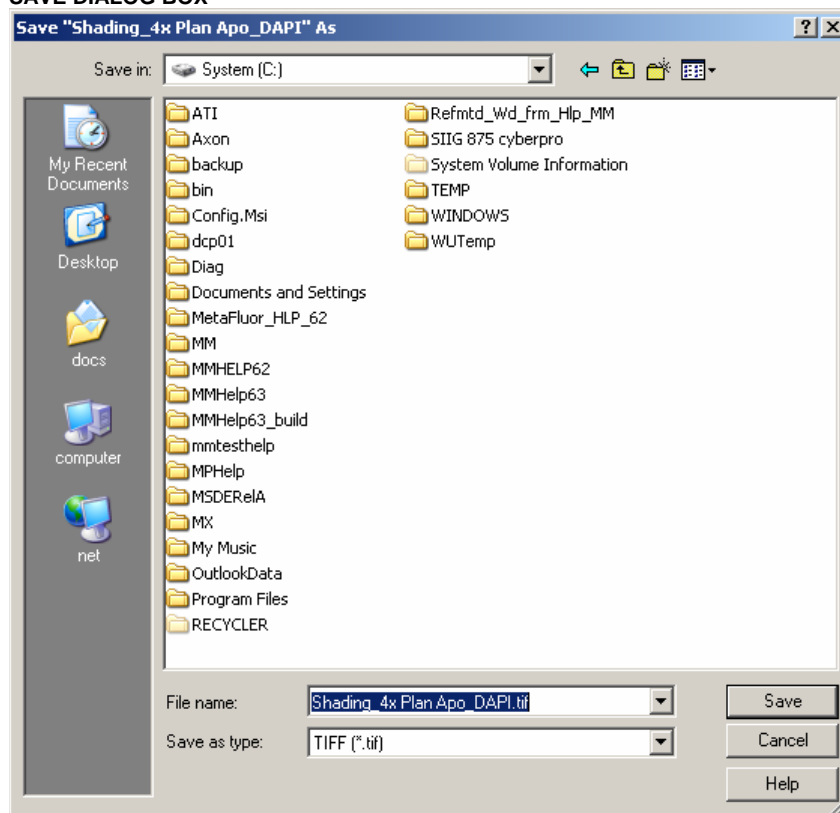 SAVE DIALOG BOX
Save "Shading_4x Plan Apo_DAPI" As
Save in:
System (C:)
My Recent
Documents
Desktop
docs
computer
net
ATI
Axon
backup
bin
Config.Msi
dcp01
Diag
Documents and Settings
MetaFluor_HLP_62
MM
MMHELP62
MMHelp63
MMHelp63_build
mmtesthelp
MPHelp
MSDERelA
MX
My Music
OutlookData
Program Files
RECYCLER
Refmtd_Wd_frm_Hlp_MM
SIIG 875 cyberpro
System Volume Information
TEMP
WINDOWS
WUTemp
File name:
Shading_4x Plan Apo_DAPI.tif
Save
Save as type:
TIFF (*.tif)
Cancel
Help